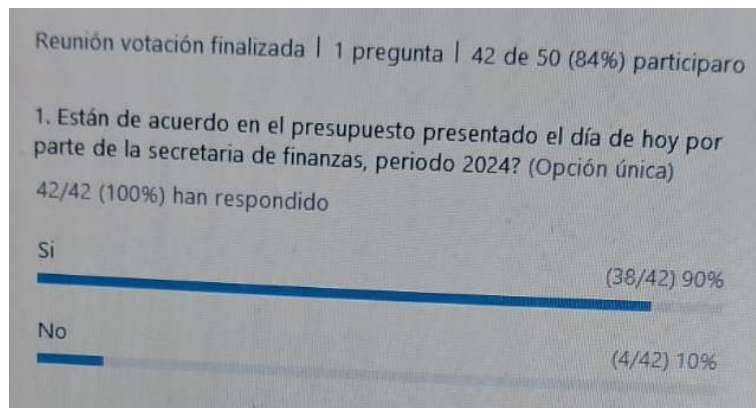 Reunión votación finalizada | 1 pregunta | 42 de 50 (84%) participaro
1. Están de acuerdo en el presupuesto presentado el día de hoy por
parte de la secretaria de finanzas, periodo 2024? (Opción única)
42/42 (100%) han respondido
Si
(38/42) 90%
No
(4/42) 10%